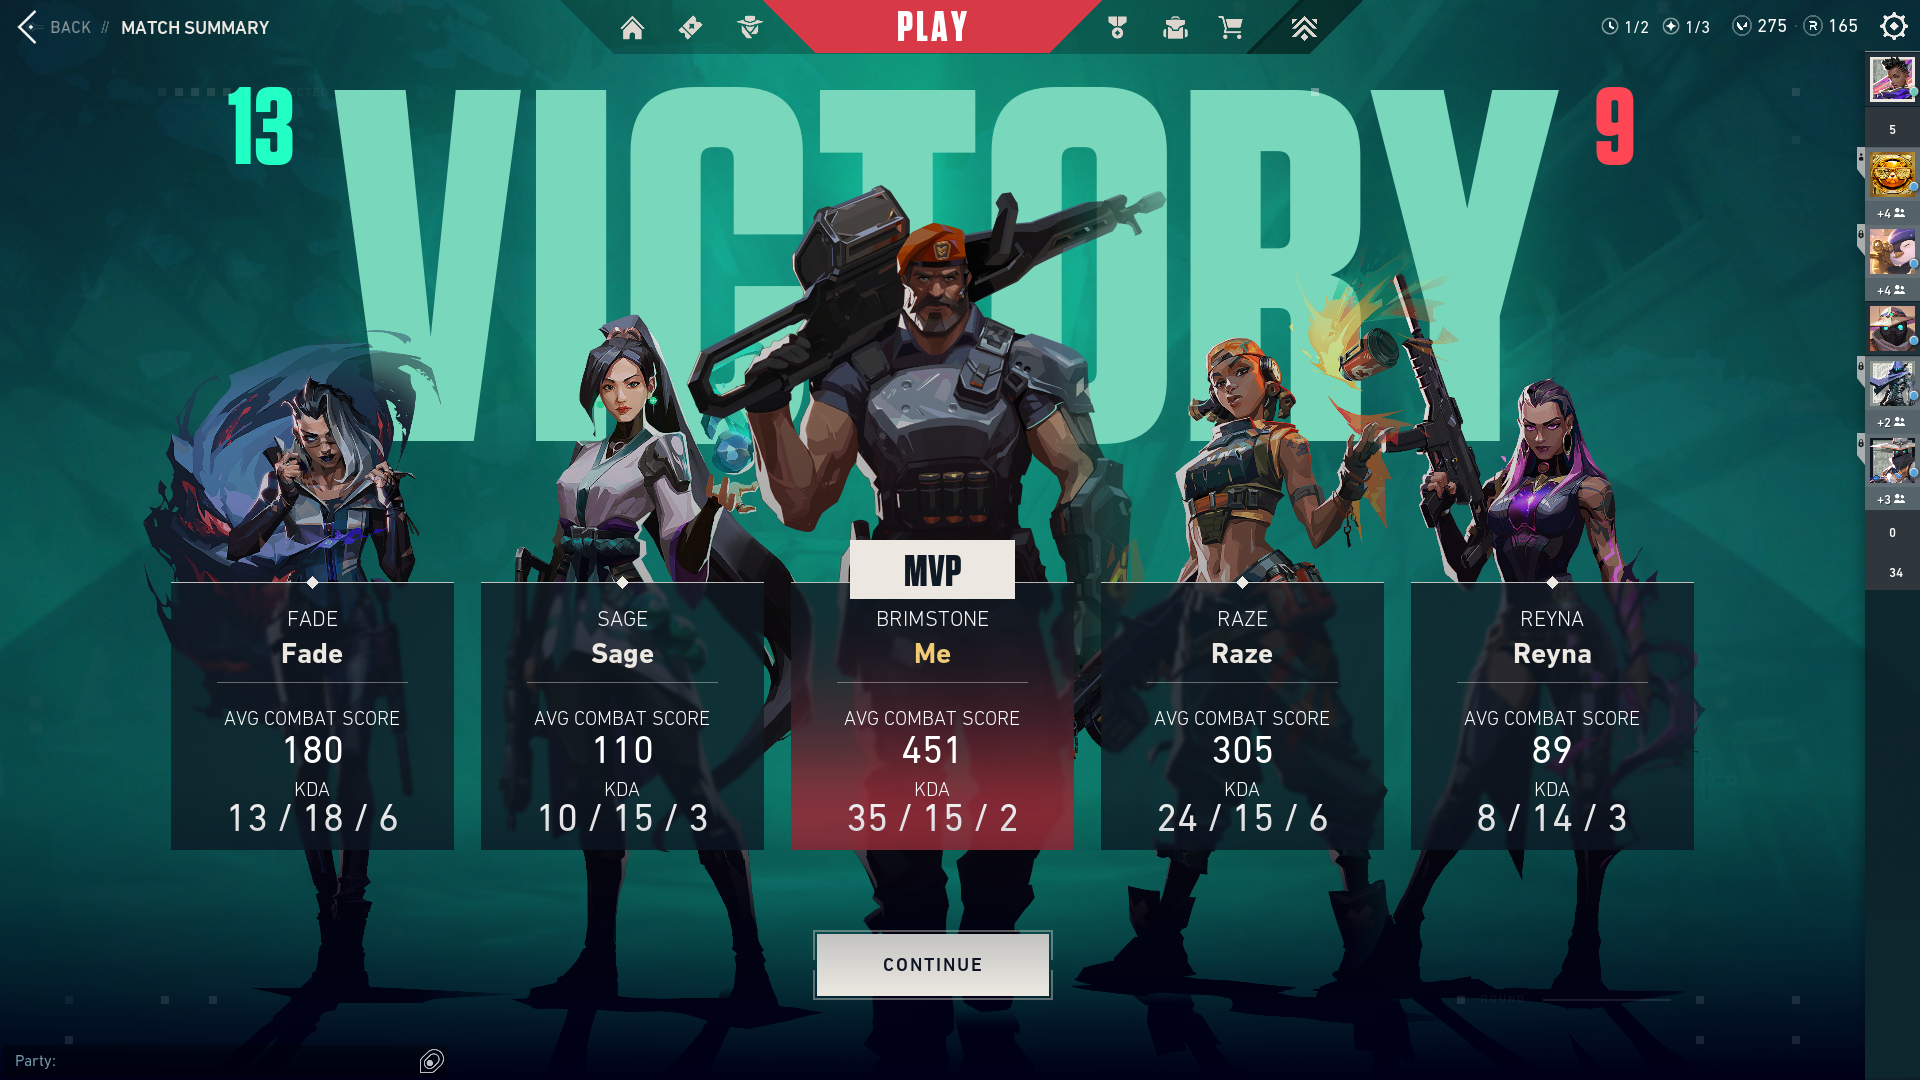 BACK // MATCH SUMMARY
PLAY
1/2 1/3 275 · R 165
13 VICTORY 9
5
+4
+4
+2
+3
0
34
MVP
FADE
Fade
AVG COMBAT SCORE
180
KDA
13 / 18 / 6
SAGE
Sage
AVG COMBAT SCORE
110
KDA
10 / 15 / 3
BRIMSTONE
Me
AVG COMBAT SCORE
451
KDA
35 / 15 / 2
RAZE
Raze
AVG COMBAT SCORE
305
KDA
24 / 15 / 6
REYNA
Reyna
AVG COMBAT SCORE
89
KDA
8 / 14 / 3
CONTINUE
ROUND
Party: